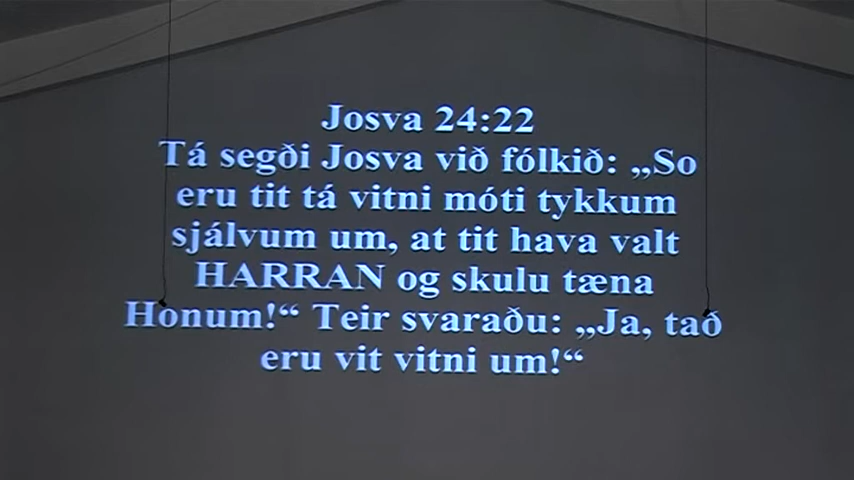 Josva 24:22
Tá segði Josva við fólkið: „So
eru tit tá vitni móti tykkum
sjálvum um, at tit hava valt
HARRAN og skulu tæna
Honum!“ Teir svaraðu: „Ja, tað
eru vit vitni um!“